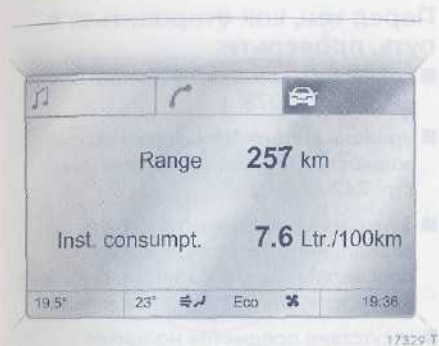 Range 257 km
Inst. consumpt. 7.6 Ltr./100km
19,5° 23° Eco 19:36
17329 T